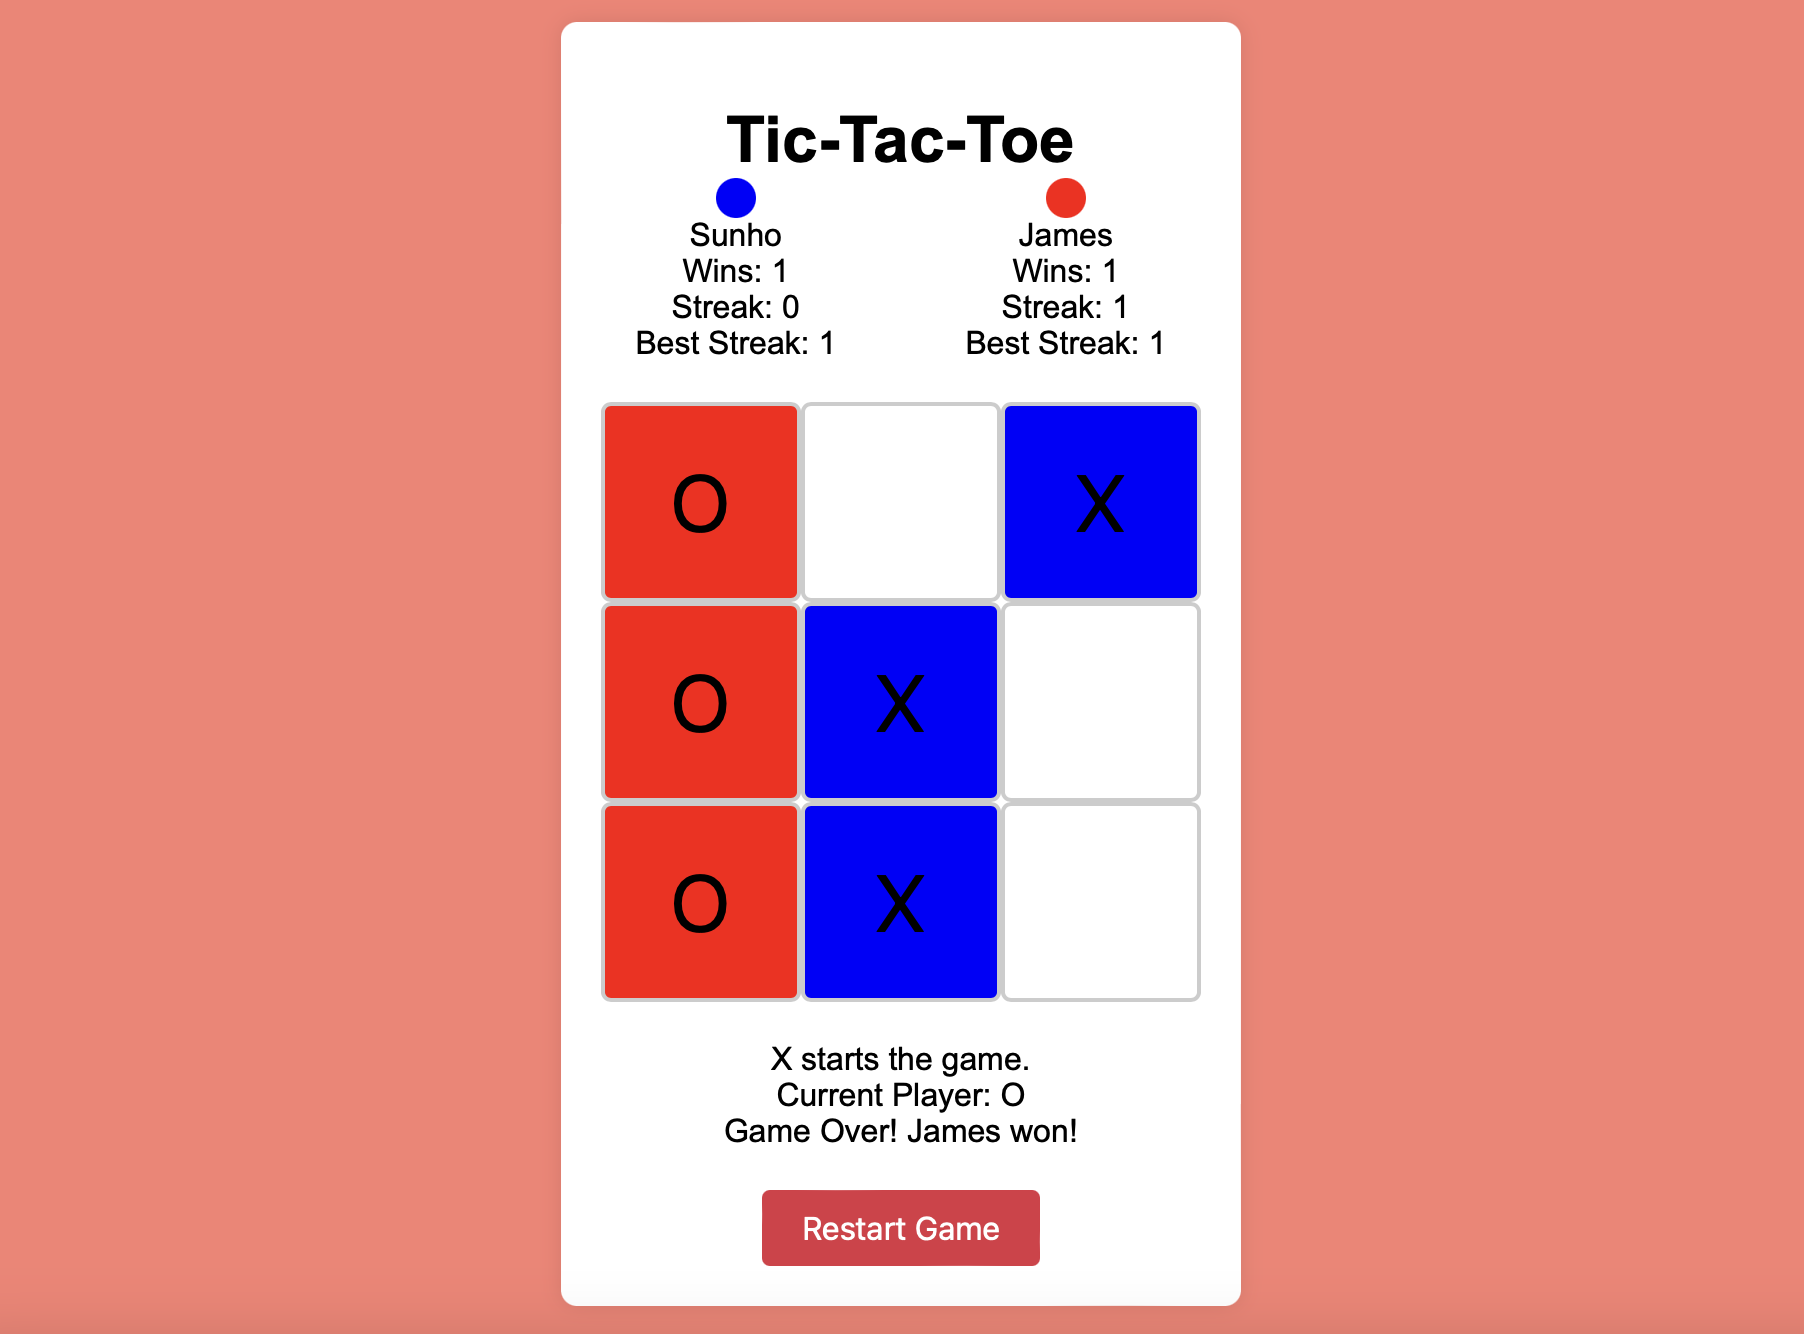 Tic-Tac-Toe
Sunho
Wins: 1
Streak: 0
Best Streak: 1
James
Wins: 1
Streak: 1
Best Streak: 1
O X
O X
O X
X starts the game.
Current Player: O
Game Over! James won!
Restart Game